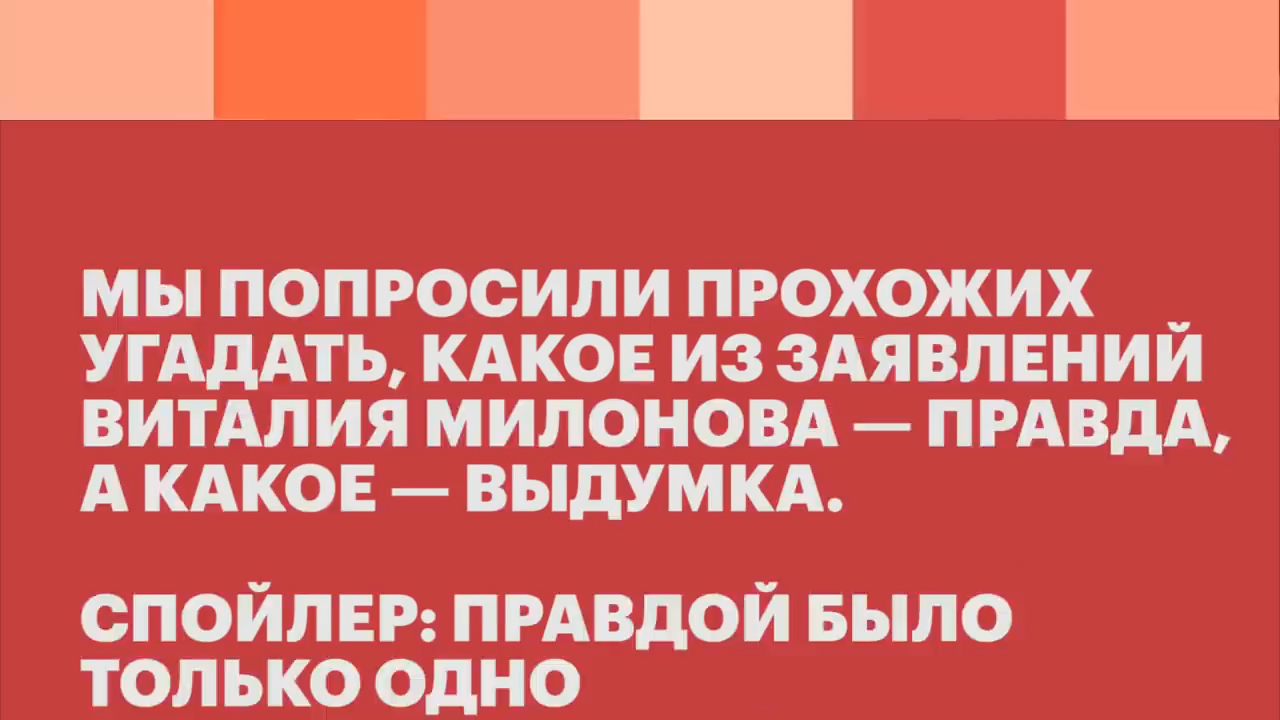 МЫ ПОПРОСИЛИ ПРОХОЖИХ
УГАДАТЬ, КАКОЕ ИЗ ЗАЯВЛЕНИЙ
ВИТАЛИЯ МИЛОНОВА — ПРАВДА,
А КАКОЕ — ВЫДУМКА.
СПОЙЛЕР: ПРАВДОЙ БЫЛО
ТОЛЬКО ОДНО